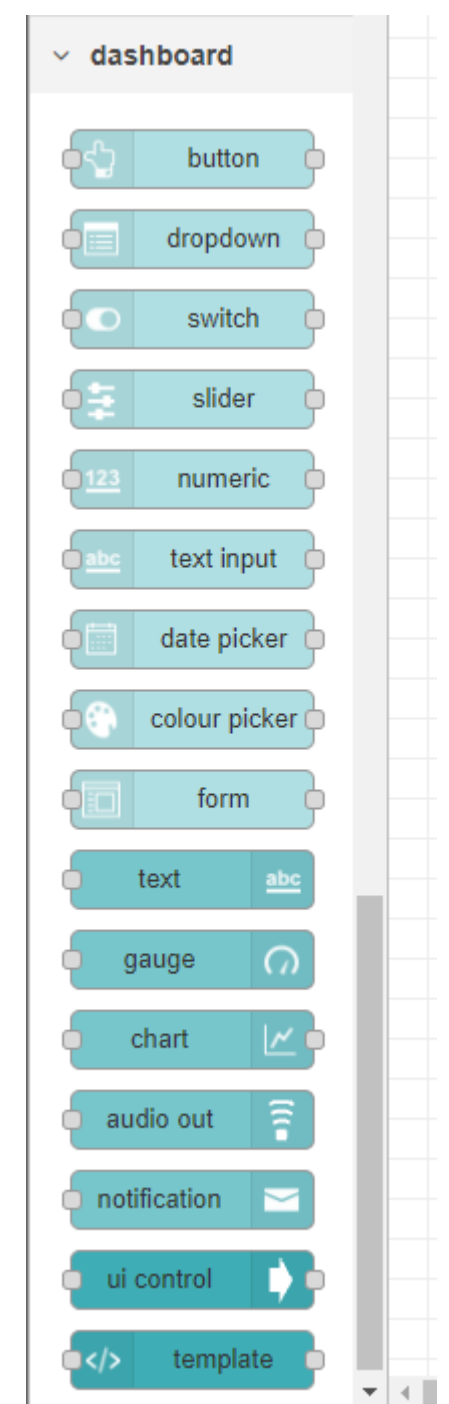 dashboard
button
dropdown
switch
slider
123 numeric
abc text input
date picker
colour picker
form
text abc
gauge
chart
audio out
notification
ui control
</> template